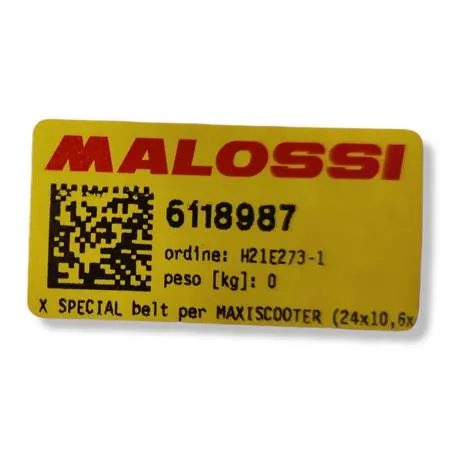 MALOSSI
6118987
ordine: H21E273-1
peso [kg]: 0
X SPECIAL belt per MAXISCOOTER (24x10,6x